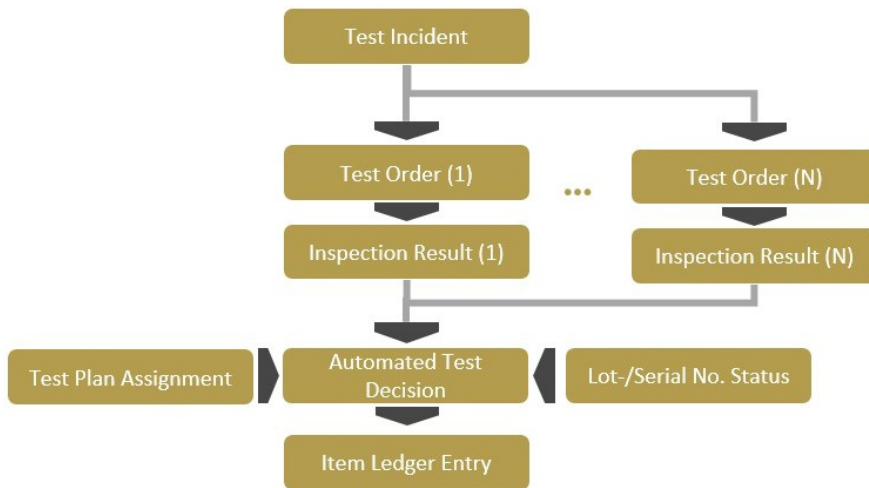 Test Incident
Test Order (1)
...
Test Order (N)
Inspection Result (1)
Inspection Result (N)
Test Plan Assignment
Automated Test
Decision
Lot-/Serial No. Status
Item Ledger Entry